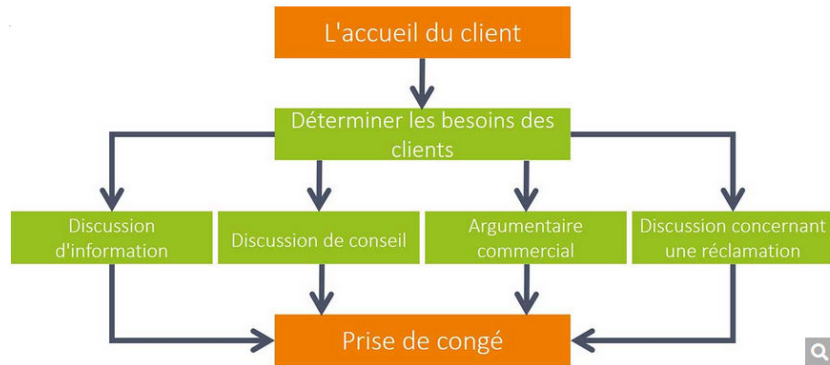 L'accueil du client
Déterminer les besoins des
clients
Discussion
d'information
Discussion de conseil
Argumentaire
commercial
Discussion concernant
une réclamation
Prise de congé